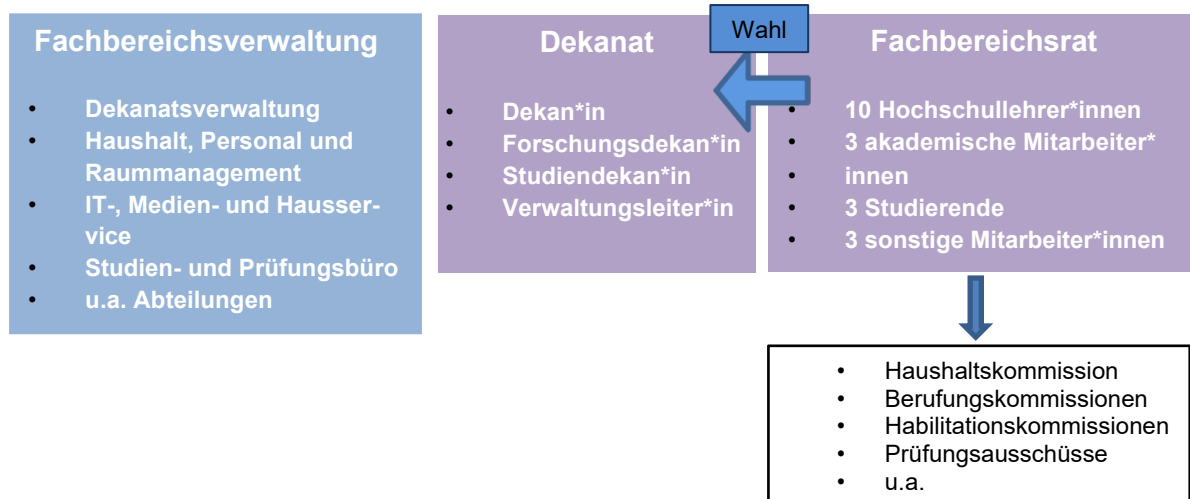 Fachbereichsverwaltung
• Dekanatsverwaltung
• Haushalt, Personal und
Raummanagement
• IT-, Medien- und Hausser-
vice
• Studien- und Prüfungsbüro
• u.a. Abteilungen
Dekanat
• Dekan*in
• Forschungsdekan*in
• Studiendekan*in
• Verwaltungsleiter*in
Wahl
Fachbereichsrat
• 10 Hochschullehrer*innen
• 3 akademische Mitarbeiter*
• innen
• 3 Studierende
• 3 sonstige Mitarbeiter*innen
• Haushaltskommission
• Berufungskommissionen
• Habilitationskommissionen
• Prüfungsausschüsse
• u.a.